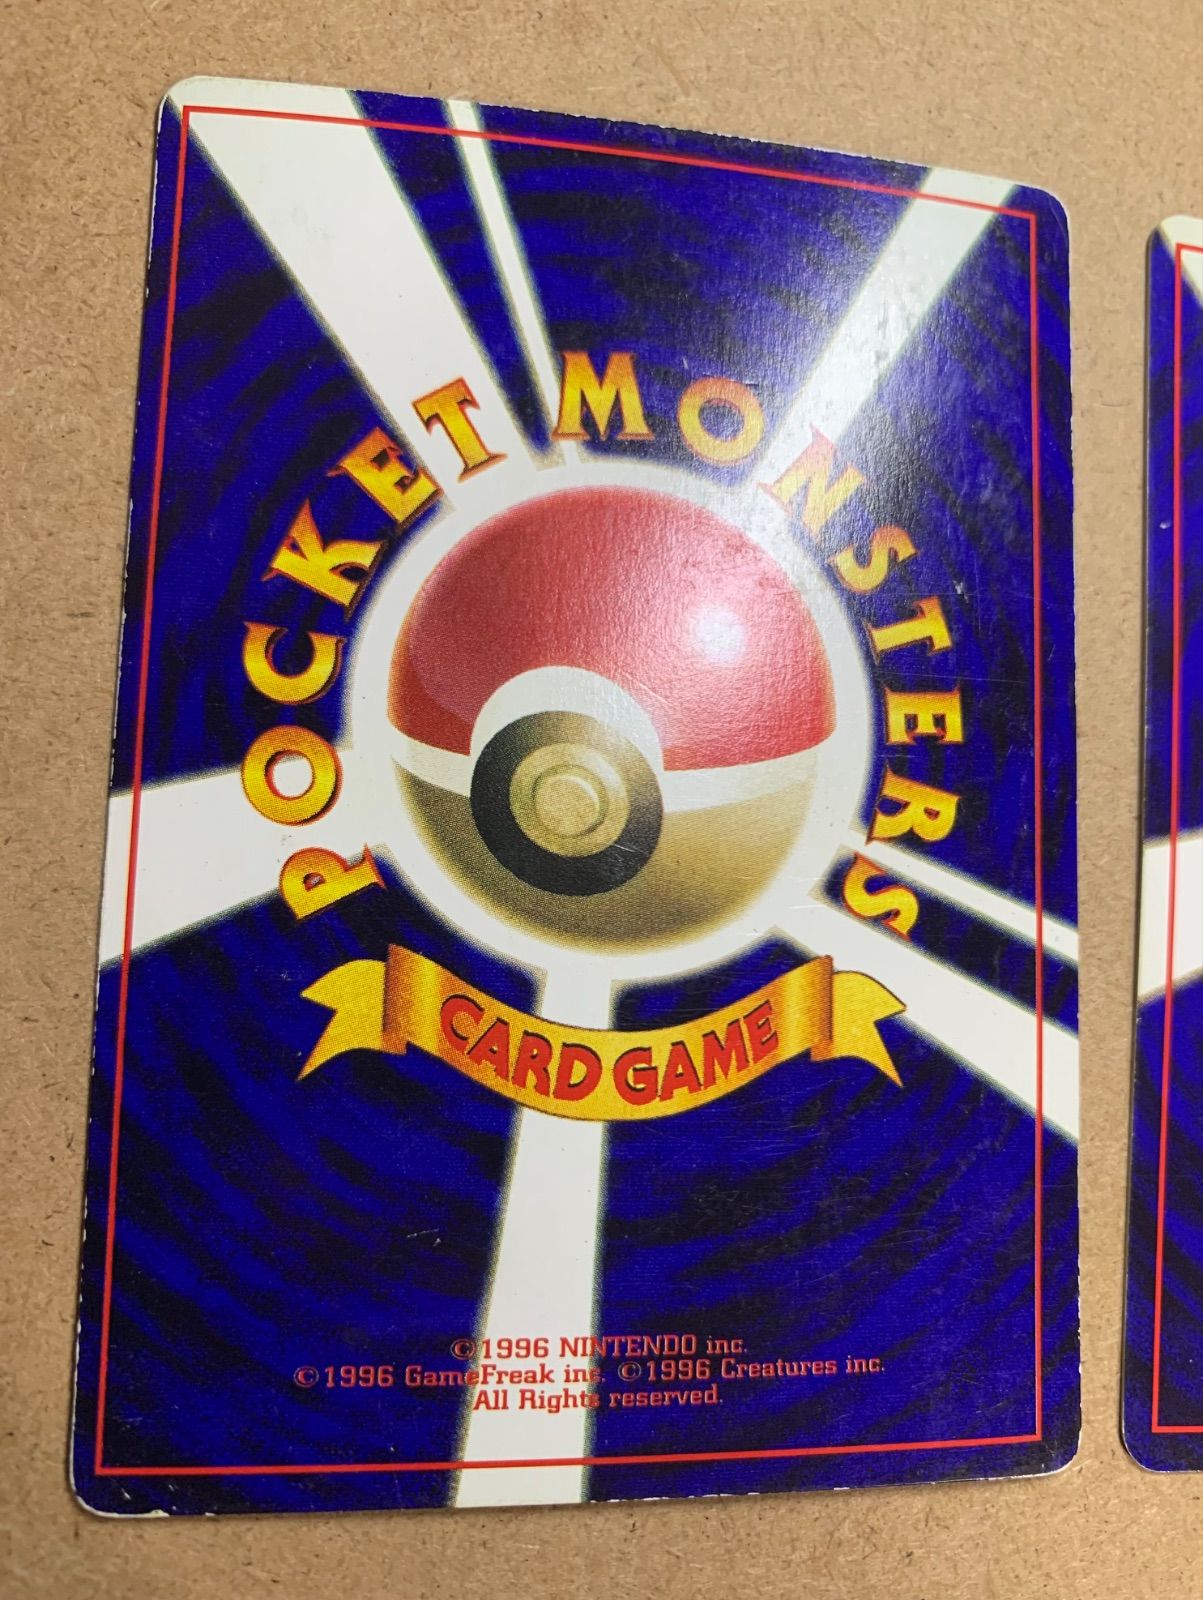 POCKET MONSTERS
CARD GAME
©1996 NINTENDO inc.
©1996 GameFreak inc. ©1996 Creatures inc.
All Rights reserved.